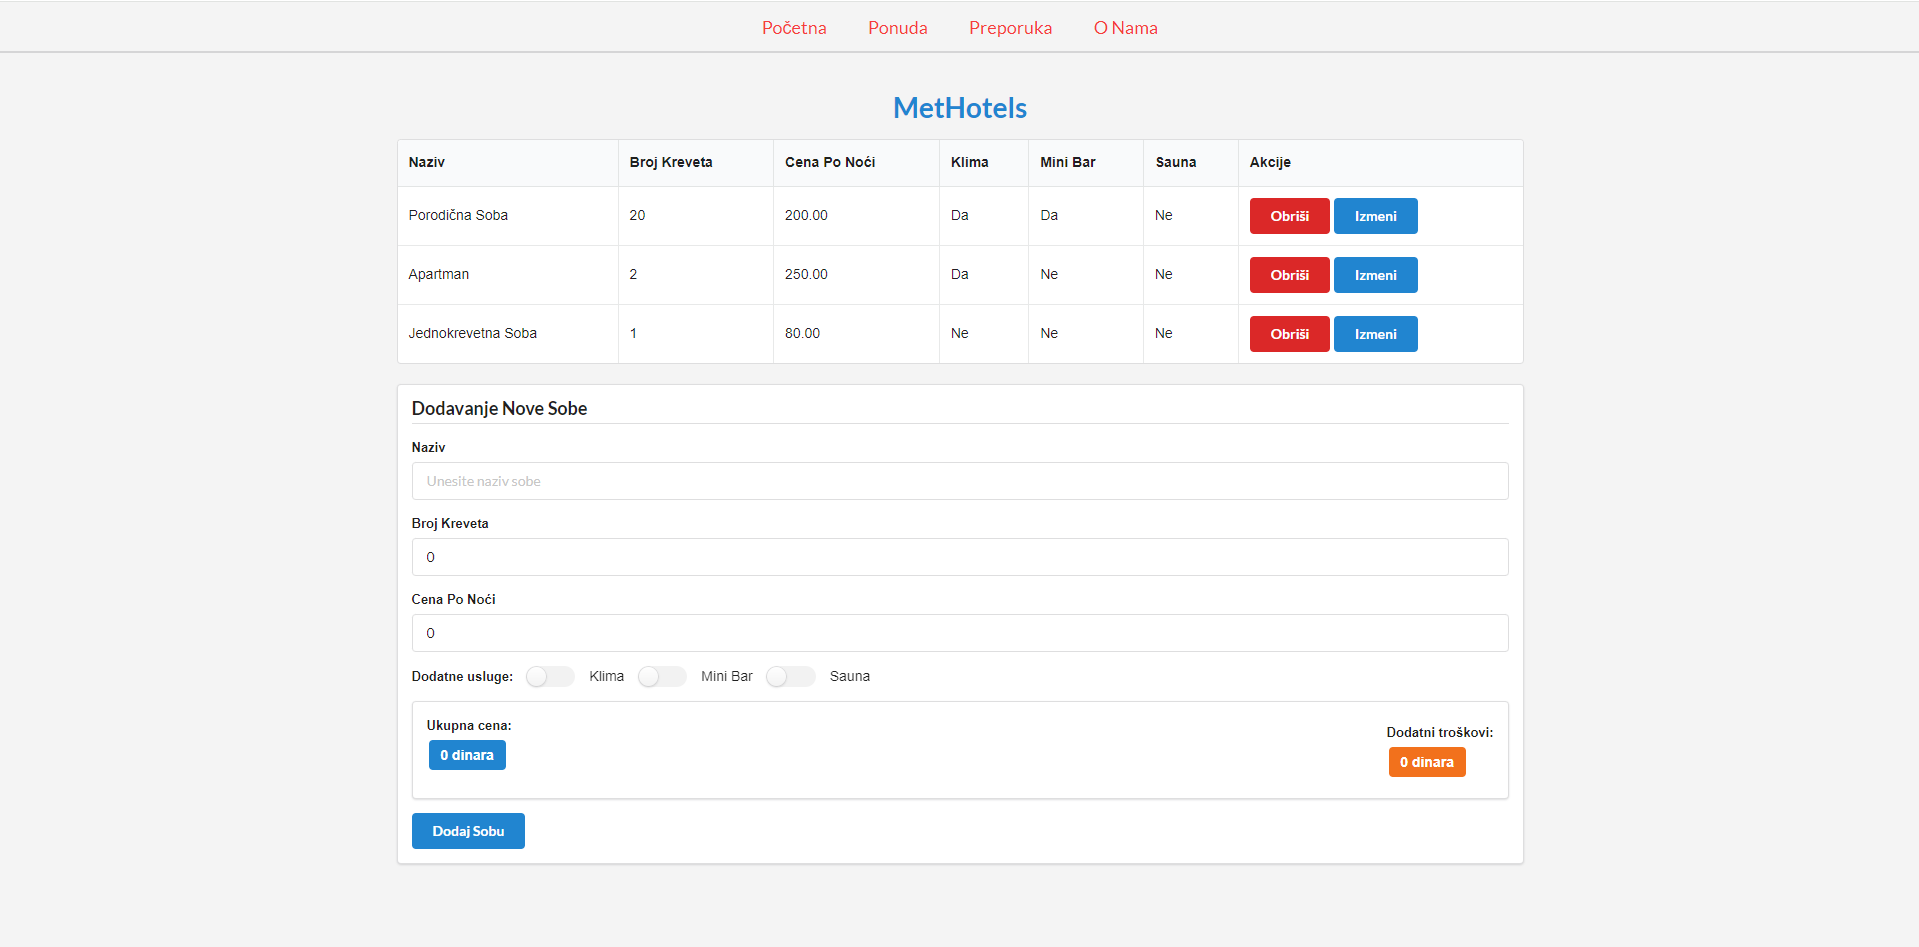 Početna Ponuda Preporuka O Nama
MetHotels
Naziv Broj Kreveta Cena Po Noći Klima Mini Bar Sauna Akcije
Porodična Soba 20 200.00 Da Da Ne Obriši Izmeni
Apartman 2 250.00 Da Ne Ne Obriši Izmeni
Jednokrevetna Soba 1 80.00 Ne Ne Ne Obriši Izmeni
Dodavanje Nove Sobe
Naziv
Unesite naziv sobe
Broj Kreveta
0
Cena Po Noći
0
Dodatne usluge: Klima Mini Bar Sauna
Ukupna cena:
0 dinara
Dodatni troškovi:
0 dinara
Dodaj Sobu